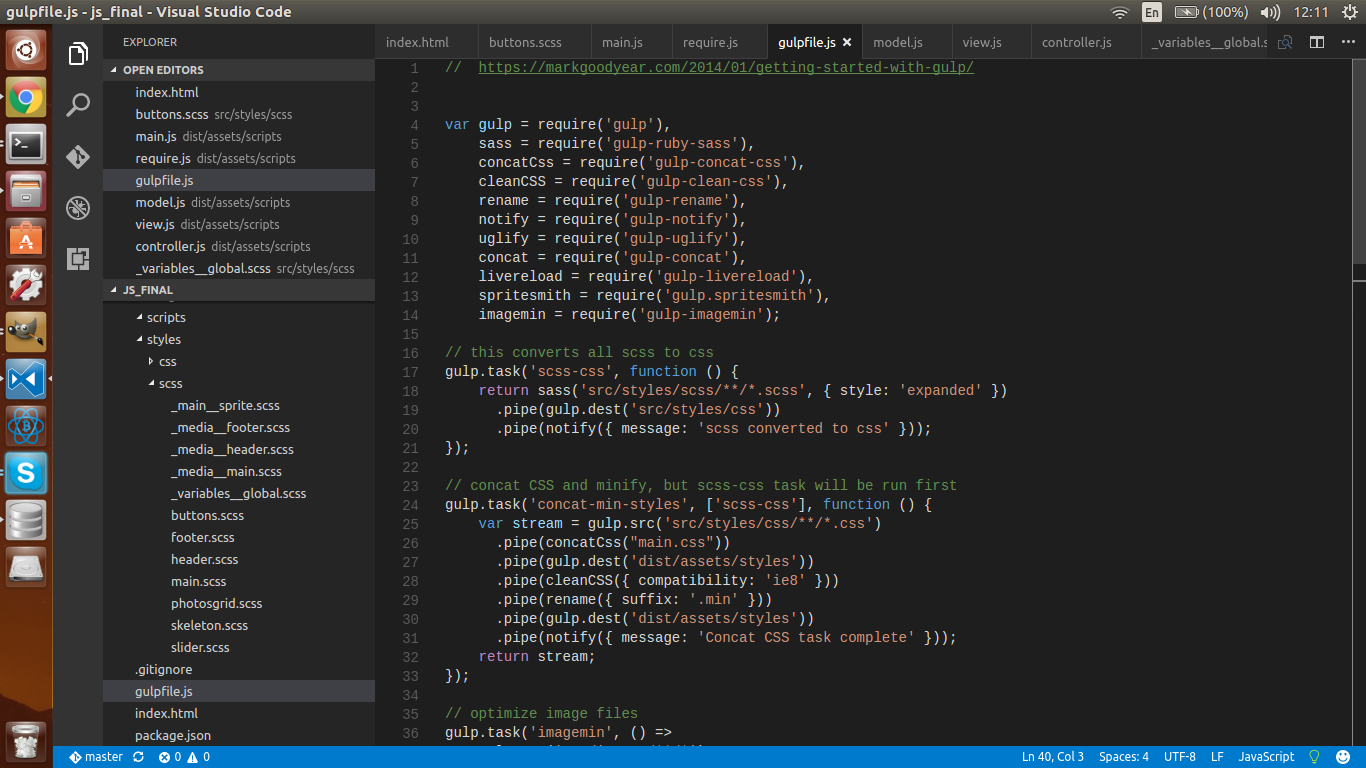 gulpfile.js - js_final - Visual Studio Code
En
(100%)
12:11
EXPLORER
OPEN EDITORS
index.html
buttons.scss src/styles/scss
main.js dist/assets/scripts
require.js dist/assets/scripts
gulpfile.js
model.js dist/assets/scripts
view.js dist/assets/scripts
controller.js dist/assets/scripts
_variables__global.scss src/styles/scss
JS_FINAL
scripts
styles
css
scss
_main__sprite.scss
_media__footer.scss
_media__header.scss
_media__main.scss
_variables__global.scss
buttons.scss
footer.scss
header.scss
main.scss
photosgrid.scss
skeleton.scss
slider.scss
.gitignore
gulpfile.js
index.html
package.json
index.html buttons.scss main.js require.js gulpfile.js model.js view.js controller.js _variables__global.s
1 // https://markgoodyear.com/2014/01/getting-started-with-gulp/
2
3
4 var gulp = require('gulp'),
5 sass = require('gulp-ruby-sass'),
6 concatCss = require('gulp-concat-css'),
7 cleanCSS = require('gulp-clean-css'),
8 rename = require('gulp-rename'),
9 notify = require('gulp-notify'),
10 uglify = require('gulp-uglify'),
11 concat = require('gulp-concat'),
12 livereload = require('gulp-livereload'),
13 spritesmith = require('gulp.spritesmith'),
14 imagemin = require('gulp-imagemin');
15
16 // this converts all scss to css
17 gulp.task('scss-css', function () {
18 return sass('src/styles/scss/**/*.scss', { style: 'expanded' })
19 .pipe(gulp.dest('src/styles/css'))
20 .pipe(notify({ message: 'scss converted to css' }));
21 });
22
23 // concat CSS and minify, but scss-css task will be run first
24 gulp.task('concat-min-styles', ['scss-css'], function () {
25 var stream = gulp.src('src/styles/css/**/*.css')
26 .pipe(concatCss("main.css"))
27 .pipe(gulp.dest('dist/assets/styles'))
28 .pipe(cleanCSS({ compatibility: 'ie8' }))
29 .pipe(rename({ suffix: '.min' }))
30 .pipe(gulp.dest('dist/assets/styles'))
31 .pipe(notify({ message: 'Concat CSS task complete' }));
32 return stream;
33 });
34
35 // optimize image files
36 gulp.task('imagemin', () =>
master 0 0 Ln 40, Col 3 Spaces: 4 UTF-8 LF JavaScript